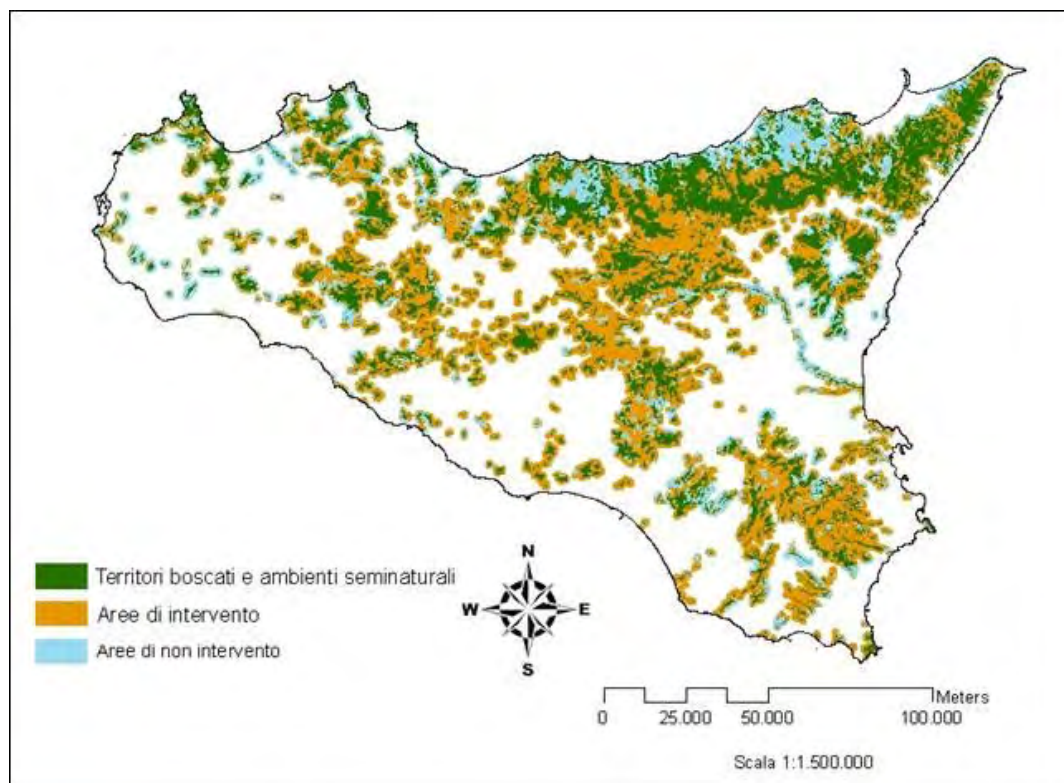 Territori boscati e ambienti seminaturali
Aree di intervento
Aree di non intervento
N
W E
S
Meters
0 25.000 50.000 100.000
Scala 1:1.500.000